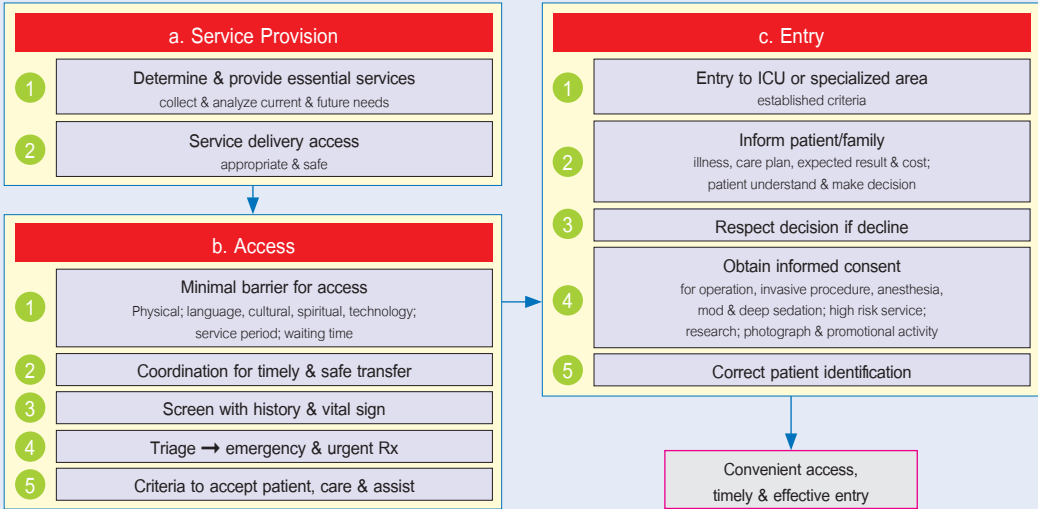 a. Service Provision
1
Determine & provide essential services
collect & analyze current & future needs
2
Service delivery access
appropriate & safe
b. Access
1
Minimal barrier for access
Physical; language, cultural, spiritual, technology;
service period; waiting time
2
Coordination for timely & safe transfer
3
Screen with history & vital sign
4
Triage → emergency & urgent Rx
5
Criteria to accept patient, care & assist
c. Entry
1
Entry to ICU or specialized area
established criteria
2
Inform patient/family
illness, care plan, expected result & cost;
patient understand & make decision
3
Respect decision if decline
4
Obtain informed consent
for operation, invasive procedure, anesthesia,
mod & deep sedation; high risk service;
research; photograph & promotional activity
5
Correct patient identification
Convenient access,
timely & effective entry